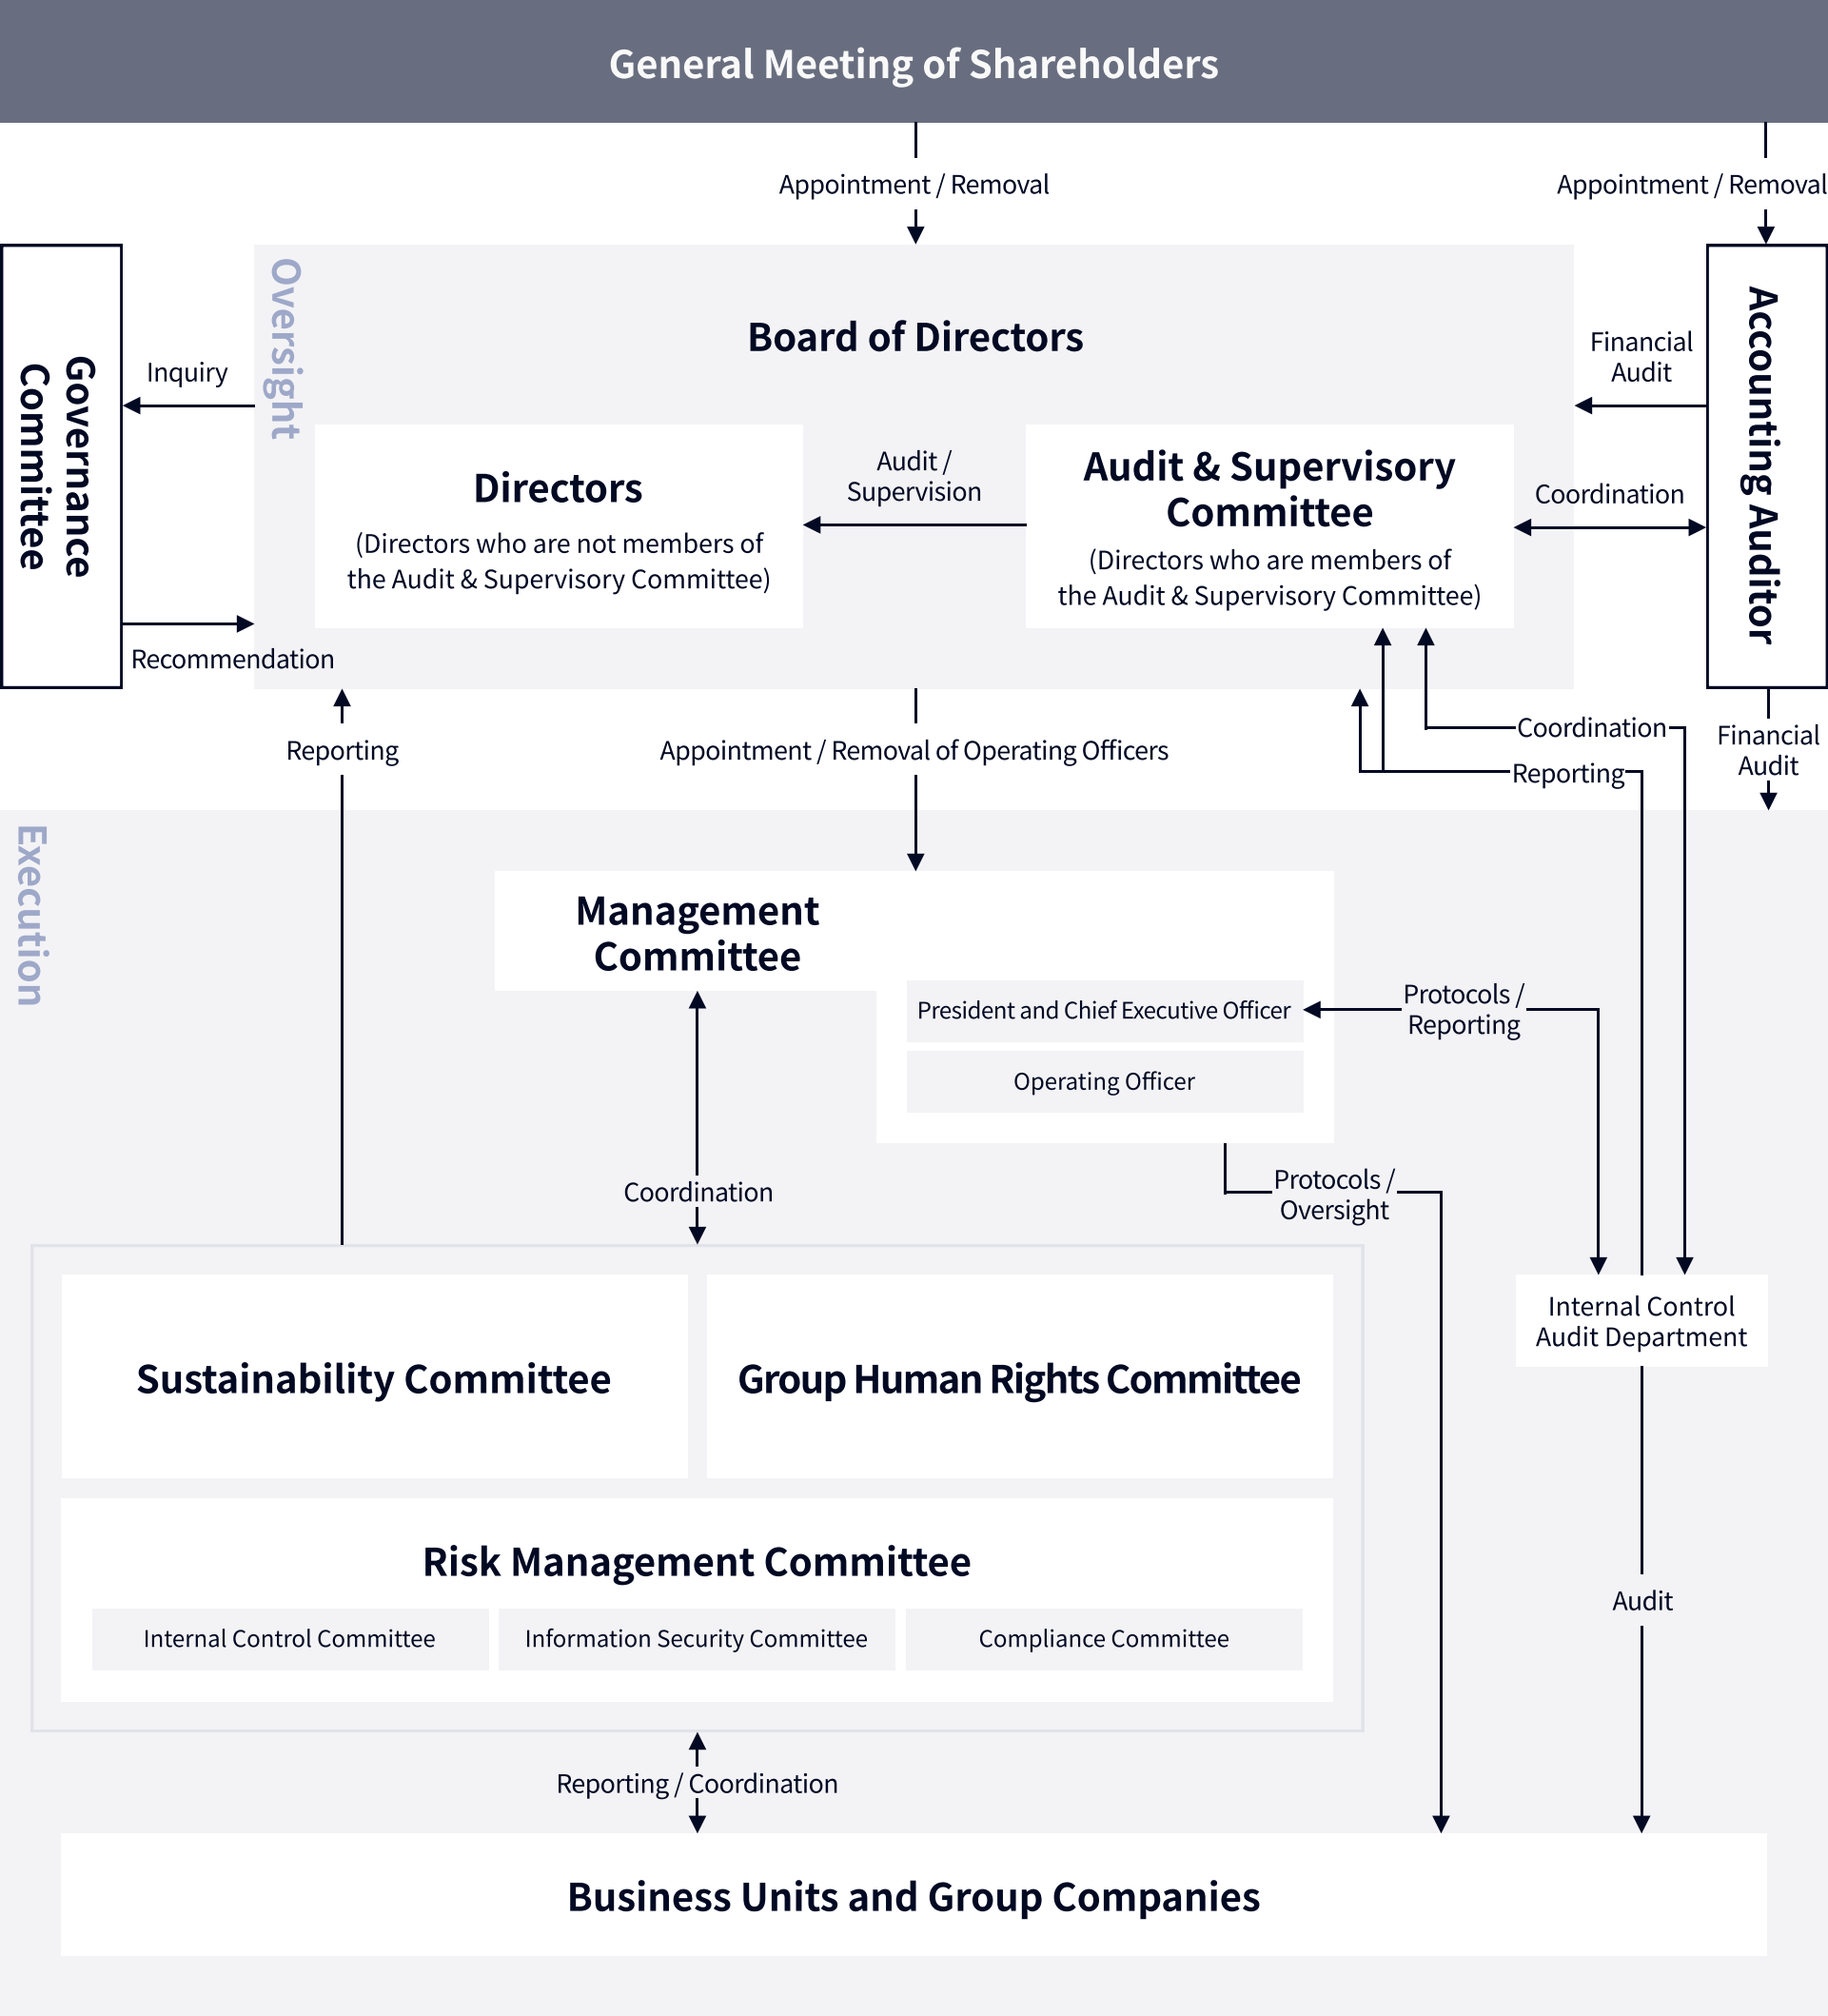 General Meeting of Shareholders
Appointment / Removal
Appointment / Removal
Governance
Committee
Inquiry
Recommendation
Oversight
Board of Directors
Directors
(Directors who are not members of
the Audit & Supervisory Committee)
Audit /
Supervision
Audit & Supervisory
Committee
(Directors who are members of
the Audit & Supervisory Committee)
Financial
Audit
Coordination
Accounting Auditor
Reporting
Appointment / Removal of Operating Officers
Coordination
Reporting
Financial
Audit
Execution
Management
Committee
President and Chief Executive Officer
Operating Officer
Protocols /
Reporting
Coordination
Protocols /
Oversight
Internal Control
Audit Department
Sustainability Committee
Group Human Rights Committee
Risk Management Committee
Internal Control Committee
Information Security Committee
Compliance Committee
Audit
Reporting / Coordination
Business Units and Group Companies